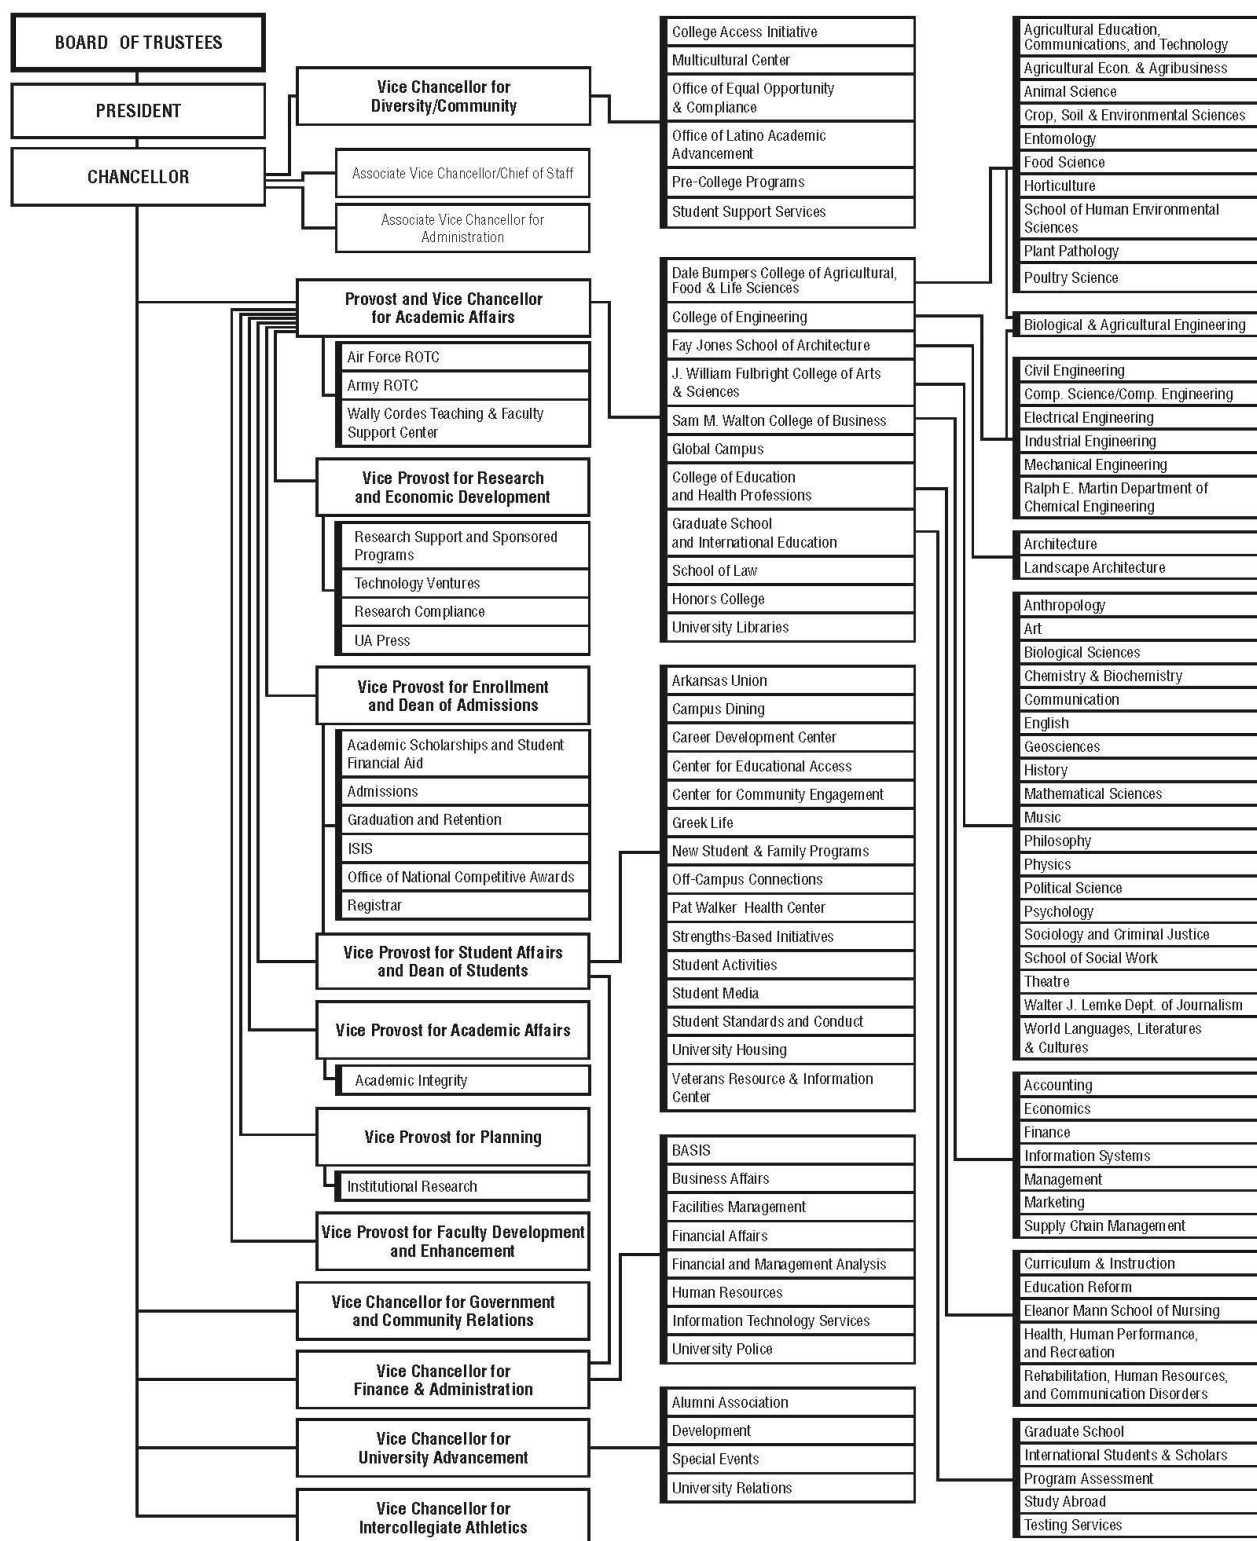 BOARD OF TRUSTEES
PRESIDENT
CHANCELLOR
Vice Chancellor for
Diversity/Community
Associate Vice Chancellor/Chief of Staff
Associate Vice Chancellor for
Administration
Provost and Vice Chancellor
for Academic Affairs
Air Force ROTC
Army ROTC
Wally Cordes Teaching & Faculty
Support Center
Vice Provost for Research
and Economic Development
Research Support and Sponsored
Programs
Technology Ventures
Research Compliance
UA Press
Vice Provost for Enrollment
and Dean of Admissions
Academic Scholarships and Student
Financial Aid
Admissions
Graduation and Retention
ISIS
Office of National Competitive Awards
Registrar
Vice Provost for Student Affairs
and Dean of Students
Vice Provost for Academic Affairs
Academic Integrity
Vice Provost for Planning
Institutional Research
Vice Provost for Faculty Development
and Enhancement
Vice Chancellor for Government
and Community Relations
Vice Chancellor for
Finance & Administration
Vice Chancellor for
University Advancement
Vice Chancellor for
Intercollegiate Athletics
College Access Initiative
Multicultural Center
Office of Equal Opportunity
& Compliance
Office of Latino Academic
Advancement
Pre-College Programs
Student Support Services
Dale Bumpers College of Agricultural,
Food & Life Sciences
College of Engineering
Fay Jones School of Architecture
J. William Fulbright College of Arts
& Sciences
Sam M. Walton College of Business
Global Campus
College of Education
and Health Professions
Graduate School
and International Education
School of Law
Honors College
University Libraries
Arkansas Union
Campus Dining
Career Development Center
Center for Educational Access
Center for Community Engagement
Greek Life
New Student & Family Programs
Off-Campus Connections
Pat Walker Health Center
Strengths-Based Initiatives
Student Activities
Student Media
Student Standards and Conduct
University Housing
Veterans Resource & Information
Center
BASIS
Business Affairs
Facilities Management
Financial Affairs
Financial and Management Analysis
Human Resources
Information Technology Services
University Police
Alumni Association
Development
Special Events
University Relations
Agricultural Education,
Communications, and Technology
Agricultural Econ. & Agribusiness
Animal Science
Crop, Soil & Environmental Sciences
Entomology
Food Science
Horticulture
School of Human Environmental
Sciences
Plant Pathology
Poultry Science
Biological & Agricultural Engineering
Civil Engineering
Comp. Science/Comp. Engineering
Electrical Engineering
Industrial Engineering
Mechanical Engineering
Ralph E. Martin Department of
Chemical Engineering
Architecture
Landscape Architecture
Anthropology
Art
Biological Sciences
Chemistry & Biochemistry
Communication
English
Geosciences
History
Mathematical Sciences
Music
Philosophy
Physics
Political Science
Psychology
Sociology and Criminal Justice
School of Social Work
Theatre
Walter J. Lemke Dept. of Journalism
World Languages, Literatures
& Cultures
Accounting
Economics
Finance
Information Systems
Management
Marketing
Supply Chain Management
Curriculum & Instruction
Education Reform
Eleanor Mann School of Nursing
Health, Human Performance,
and Recreation
Rehabilitation, Human Resources,
and Communication Disorders
Graduate School
International Students & Scholars
Program Assessment
Study Abroad
Testing Services